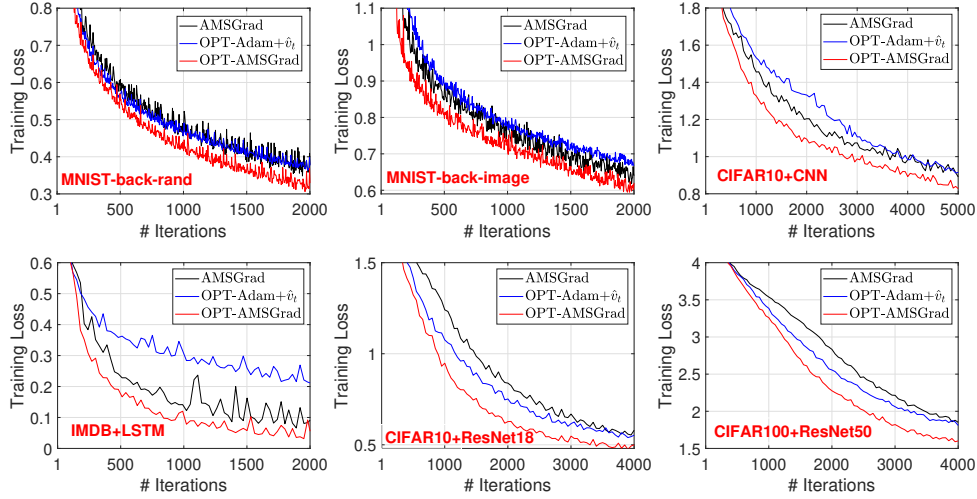 0.8
0.7
0.6
0.5
0.4
0.3
Training Loss
AMSGrad
OPT-Adam+v̂_t
OPT-AMSGrad
MNIST-back-rand
1 500 1000 1500 2000
# Iterations
1.1
1
0.9
0.8
0.7
0.6
Training Loss
AMSGrad
OPT-Adam+v̂_t
OPT-AMSGrad
MNIST-back-image
1 500 1000 1500 2000
# Iterations
1.8
1.6
1.4
1.2
1
0.8
Training Loss
AMSGrad
OPT-Adam+v̂_t
OPT-AMSGrad
CIFAR10+CNN
1 1000 2000 3000 4000 5000
# Iterations
0.6
0.5
0.4
0.3
0.2
0.1
0
Training Loss
AMSGrad
OPT-Adam+v̂_t
OPT-AMSGrad
IMDB+LSTM
1 500 1000 1500 2000
# Iterations
1.5
1
0.5
Training Loss
AMSGrad
OPT-Adam+v̂_t
OPT-AMSGrad
CIFAR10+ResNet18
1 1000 2000 3000 4000
# Iterations
4
3.5
3
2.5
2
1.5
Training Loss
AMSGrad
OPT-Adam+v̂_t
OPT-AMSGrad
CIFAR100+ResNet50
1 1000 2000 3000 4000
# Iterations